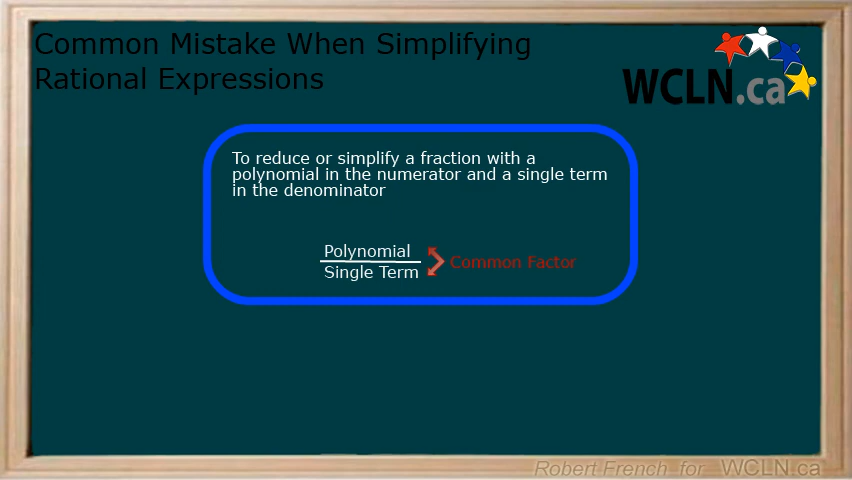 Common Mistake When Simplifying
Rational Expressions
WCLN.ca
To reduce or simplify a fraction with a
polynomial in the numerator and a single term
in the denominator
Polynomial
Single Term
Common Factor
Robert French for WCLN.ca